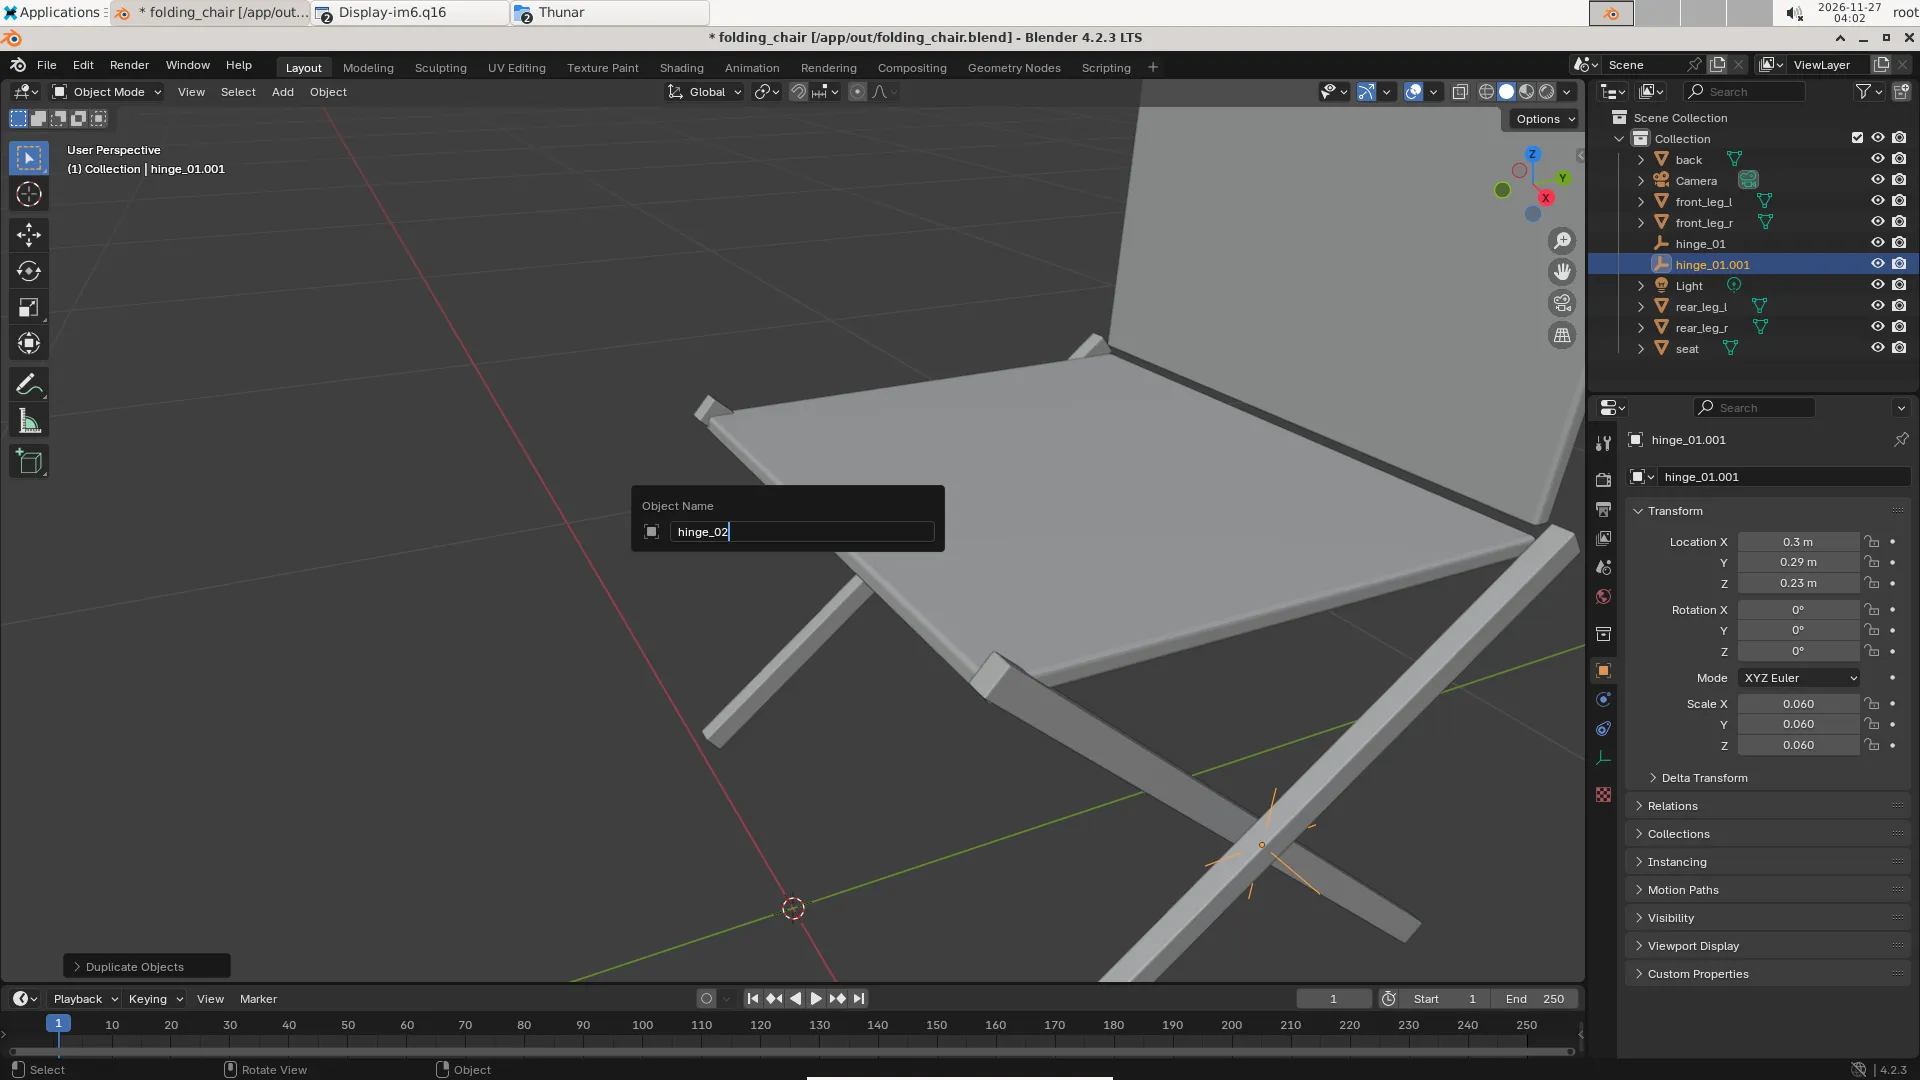 Applications
* folding_chair [/app/out...
2
Display-im6.q16
2
Thunar
2026-11-27
04:02
root
* folding_chair [/app/out/folding_chair.blend] - Blender 4.2.3 LTS
File
Edit
Render
Window
Help
Layout
Modeling
Sculpting
UV Editing
Texture Paint
Shading
Animation
Rendering
Compositing
Geometry Nodes
Scripting
Scene
ViewLayer
Object Mode
View
Select
Add
Object
Global
Search
Options
User Perspective
(1) Collection | hinge_01.001
Z
Y
X
Scene Collection
Collection
back
Camera
front_leg_l
front_leg_r
hinge_01
hinge_01.001
Light
rear_leg_l
rear_leg_r
seat
Object Name
hinge_02
Search
hinge_01.001
hinge_01.001
Transform
Location X 0.3 m
Y 0.29 m
Z 0.23 m
Rotation X 0°
Y 0°
Z 0°
Mode XYZ Euler
Scale X 0.060
Y 0.060
Z 0.060
Delta Transform
Relations
Collections
Instancing
Motion Paths
Visibility
Viewport Display
Custom Properties
Duplicate Objects
Playback
Keying
View
Marker
1
Start 1
End 250
1 10 20 30 40 50 60 70 80 90 100 110 120 130 140 150 160 170 180 190 200 210 220 230 240 250
Select
Rotate View
Object
4.2.3